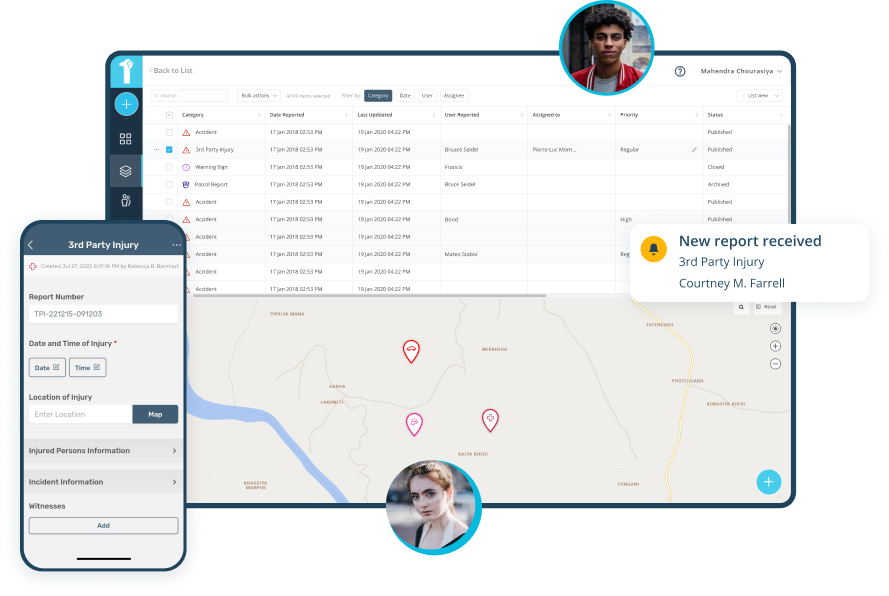 Back to List
Mahendra Chourasiya
Search
Bulk actions
4/100 items selected
Filter by:
Category
Date
User
Assignee
List view
Category Date Reported Last Updated User Reported Assigned to Priority Status
Accident 17 Jan 2018 02:53 PM 19 Jan 2020 04:22 PM Published
3rd Party Injury 17 Jan 2018 02:53 PM 19 Jan 2020 04:22 PM Bruce Seidel Pierre-Luc Morn... Regular Published
Warning Sign 17 Jan 2018 02:53 PM 19 Jan 2020 04:22 PM Francis Closed
Patrol Report 17 Jan 2018 02:53 PM 19 Jan 2020 04:22 PM Bruce Seidel Archived
Accident 17 Jan 2018 02:53 PM 19 Jan 2020 04:22 PM Published
Accident 17 Jan 2018 02:53 PM 19 Jan 2020 04:22 PM Bond High Published
Accident 17 Jan 2018 02:53 PM 19 Jan 2020 04:22 PM
Accident 17 Jan 2018 02:53 PM 19 Jan 2020 04:22 PM Mateo Stabio Reg
Accident 17 Jan 2018 02:53 PM 19 Jan 2020 04:22 PM
Accident 17 Jan 2018 02:53 PM 19 Jan 2020 04:22 PM
New report received
3rd Party Injury
Courtney M. Farrell
Road
PIPALYA MANA
FATEHGARH
MERKHEDA
GARDA
LAKUNETI
PHUTCHGARH
KURADIYA KHEDI
KALYA KHEDI
KHARDIYA
MANPUR
FUNGANI
3rd Party Injury
Created Jul 27, 2022 8:17:16 PM by Rebecca B. Barnhart
Report Number
TPI-221215-091203
Date and Time of Injury *
Date
Time
Location of Injury
Enter Location
Map
Injured Persons Information
Incident Information
Witnesses
Add